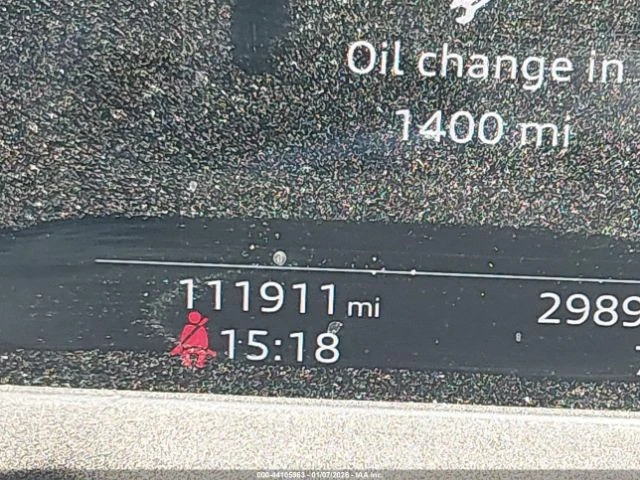 Oil change in
1400 mi
111911 mi
2989
15:18
000-44105863 - 01/07/2026 - IAA Inc.